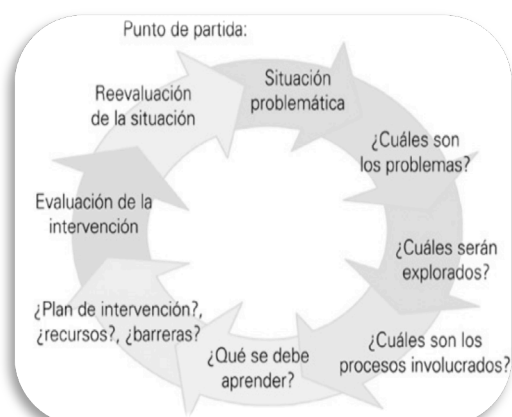 Punto de partida:
Situación
problemática
¿Cuáles son
los problemas?
¿Cuáles serán
explorados?
¿Cuáles son los
procesos involucrados?
¿Qué se debe
aprender?
¿Plan de intervención?,
¿recursos?, ¿barreras?
Evaluación de la
intervención
Reevaluación
de la situación